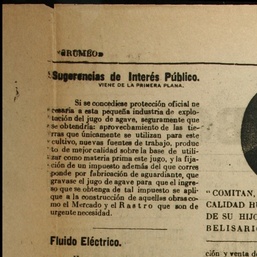 "RUMBO"
Sugerencias de Interés Público.
VIENE DE LA PRIMERA PLANA.
Si se concediese protección oficial ne
cesaria a esta pequeña industria de explo-
tación del jugo de agave, seguramente que
se obtendría: aprovechamiento de las tie-
rras que únicamente se utilizan para este
cultivo, nuevas fuentes de trabajo, produc
to de mejor calidad sobre la base de utili-
zar como materia prima este jugo, y la fija-
ción de un impuesto además del que corres
ponde por fabricación de aguardiante, que
gravase el jugo de agave para que el ingre-
so que se obtenga de tal impuesto se apli
que a la construcción de aquellas obras co-
mo el Mercado y el Rastro que son de
urgente necesidad.
Fluido Eléctrico.
"COMITAN,
CALIDAD
DE SU HIJO
BELISARIO
ción y venta d